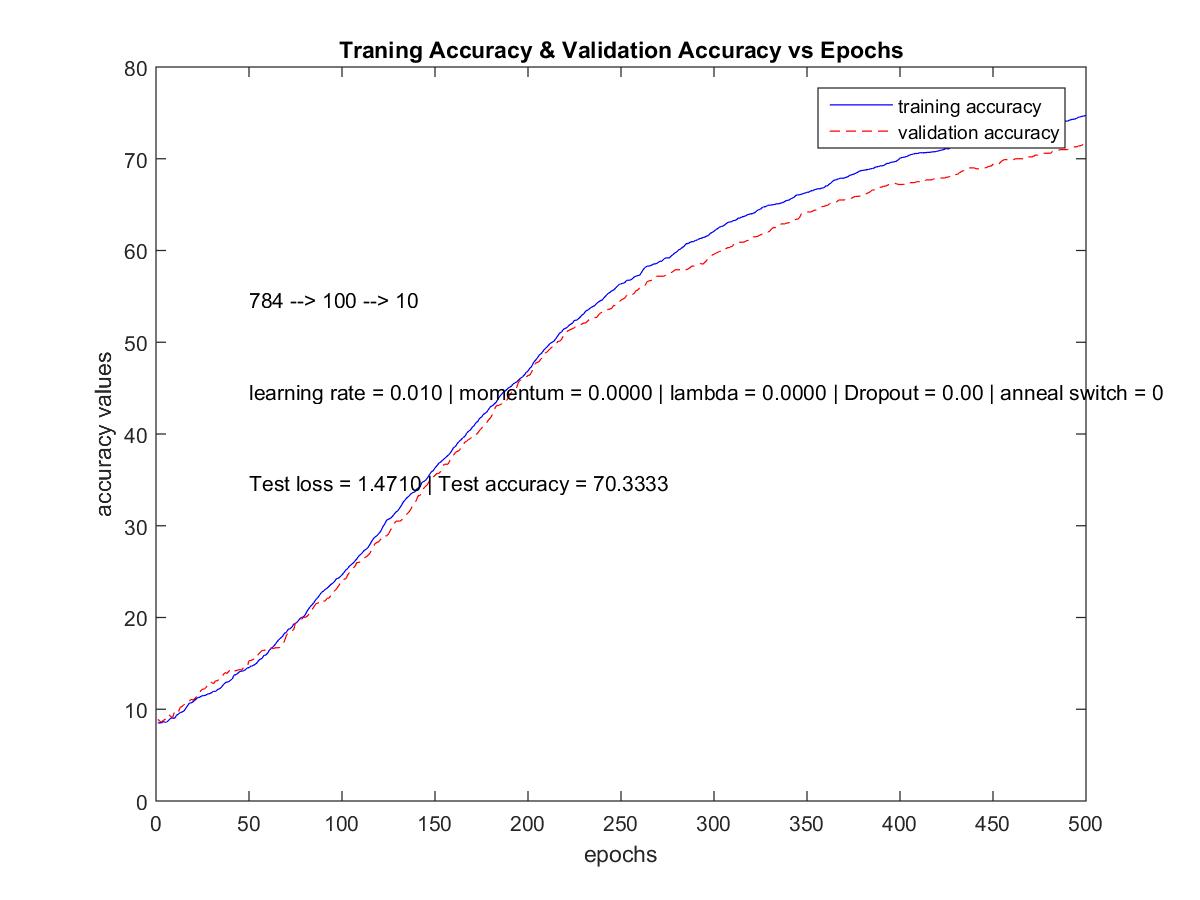 Traning Accuracy & Validation Accuracy vs Epochs
80
70
60
50
40
30
20
10
0
accuracy values
training accuracy
validation accuracy
784 --> 100 --> 10
learning rate = 0.010 | momentum = 0.0000 | lambda = 0.0000 | Dropout = 0.00 | anneal switch = 0
Test loss = 1.4710 | Test accuracy = 70.3333
0 50 100 150 200 250 300 350 400 450 500
epochs